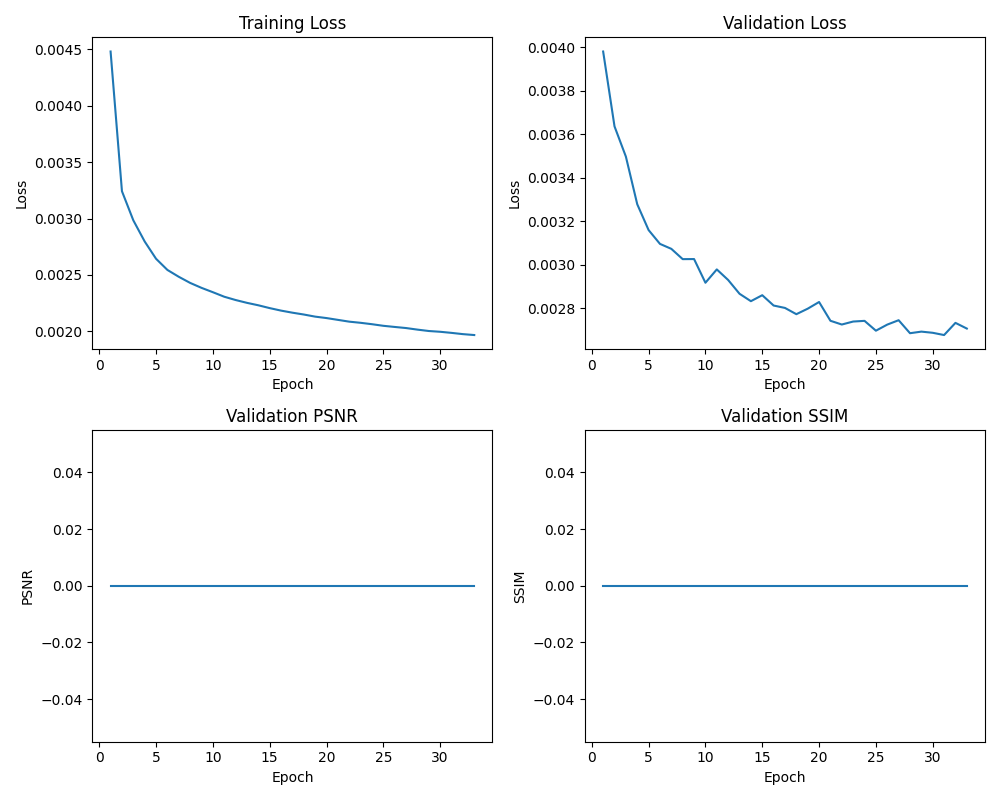 Training Loss
0.0045
0.0040
0.0035
0.0030
0.0025
0.0020
Loss
0 5 10 15 20 25 30
Epoch
Validation Loss
0.0040
0.0038
0.0036
0.0034
0.0032
0.0030
0.0028
Loss
0 5 10 15 20 25 30
Epoch
Validation PSNR
0.04
0.02
0.00
−0.02
−0.04
PSNR
0 5 10 15 20 25 30
Epoch
Validation SSIM
0.04
0.02
0.00
−0.02
−0.04
SSIM
0 5 10 15 20 25 30
Epoch